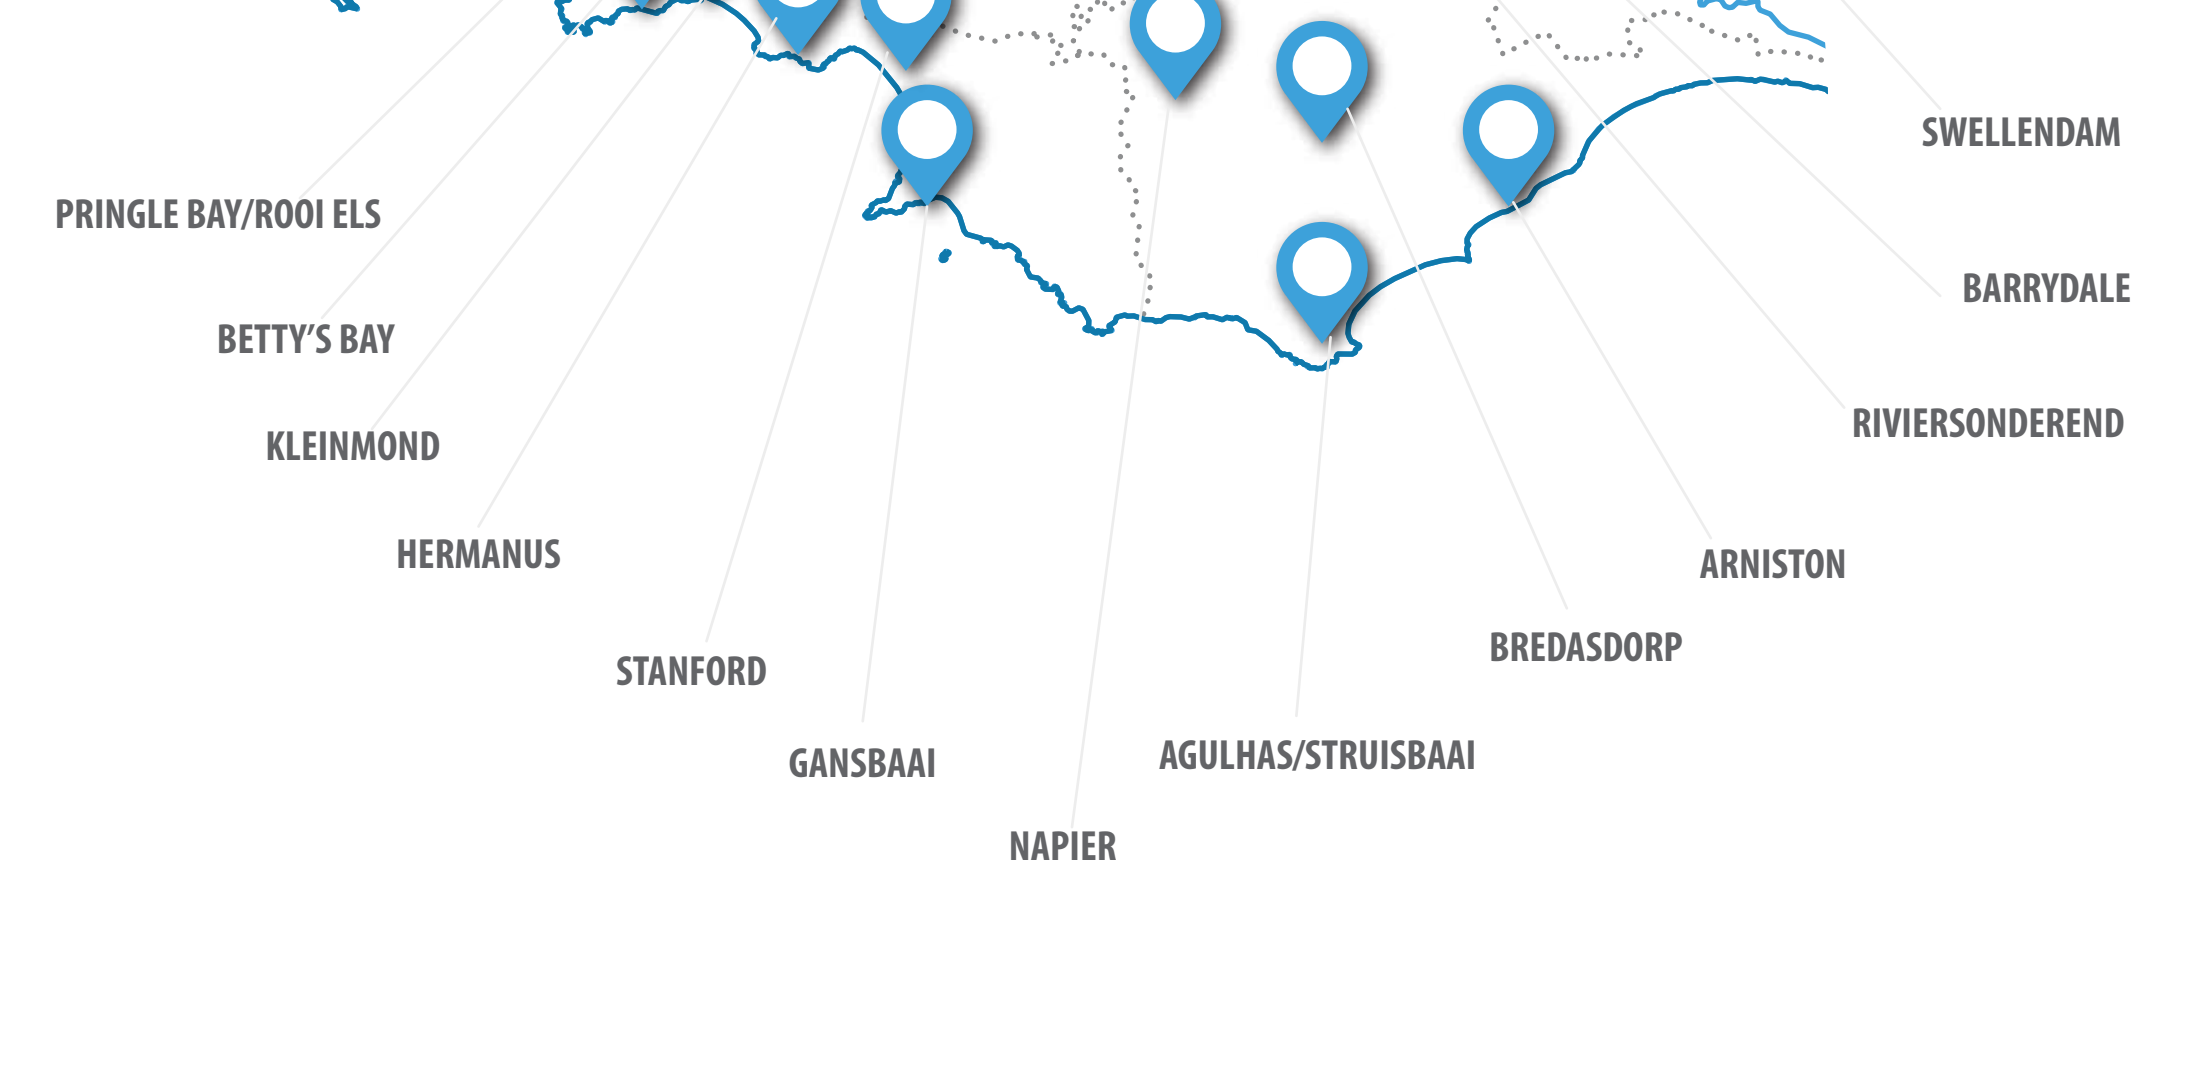 SWELLENDAM
PRINGLE BAY/ROOI ELS
BARRYDALE
BETTY’S BAY
RIVIERSONDEREND
KLEINMOND
HERMANUS
ARNISTON
BREDASDORP
STANFORD
AGULHAS/STRUISBAAI
GANSBAAI
NAPIER